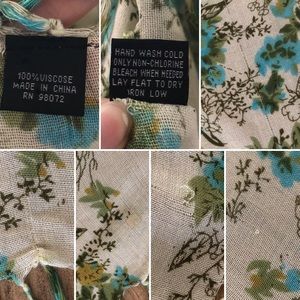 100% VISCOSE
MADE IN CHINA
RN 98072
HAND WASH COLD
ONLY NON-CHLORINE
BLEACH WHEN NEEDED
LAY FLAT TO DRY
IRON LOW